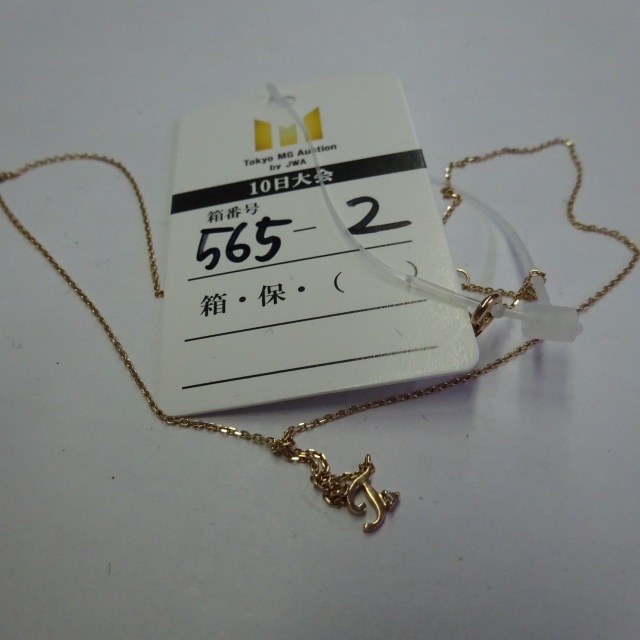 Tokyo MG Auction
by JWA
10日大会
箱番号
565-2
箱・保・(　　)
J